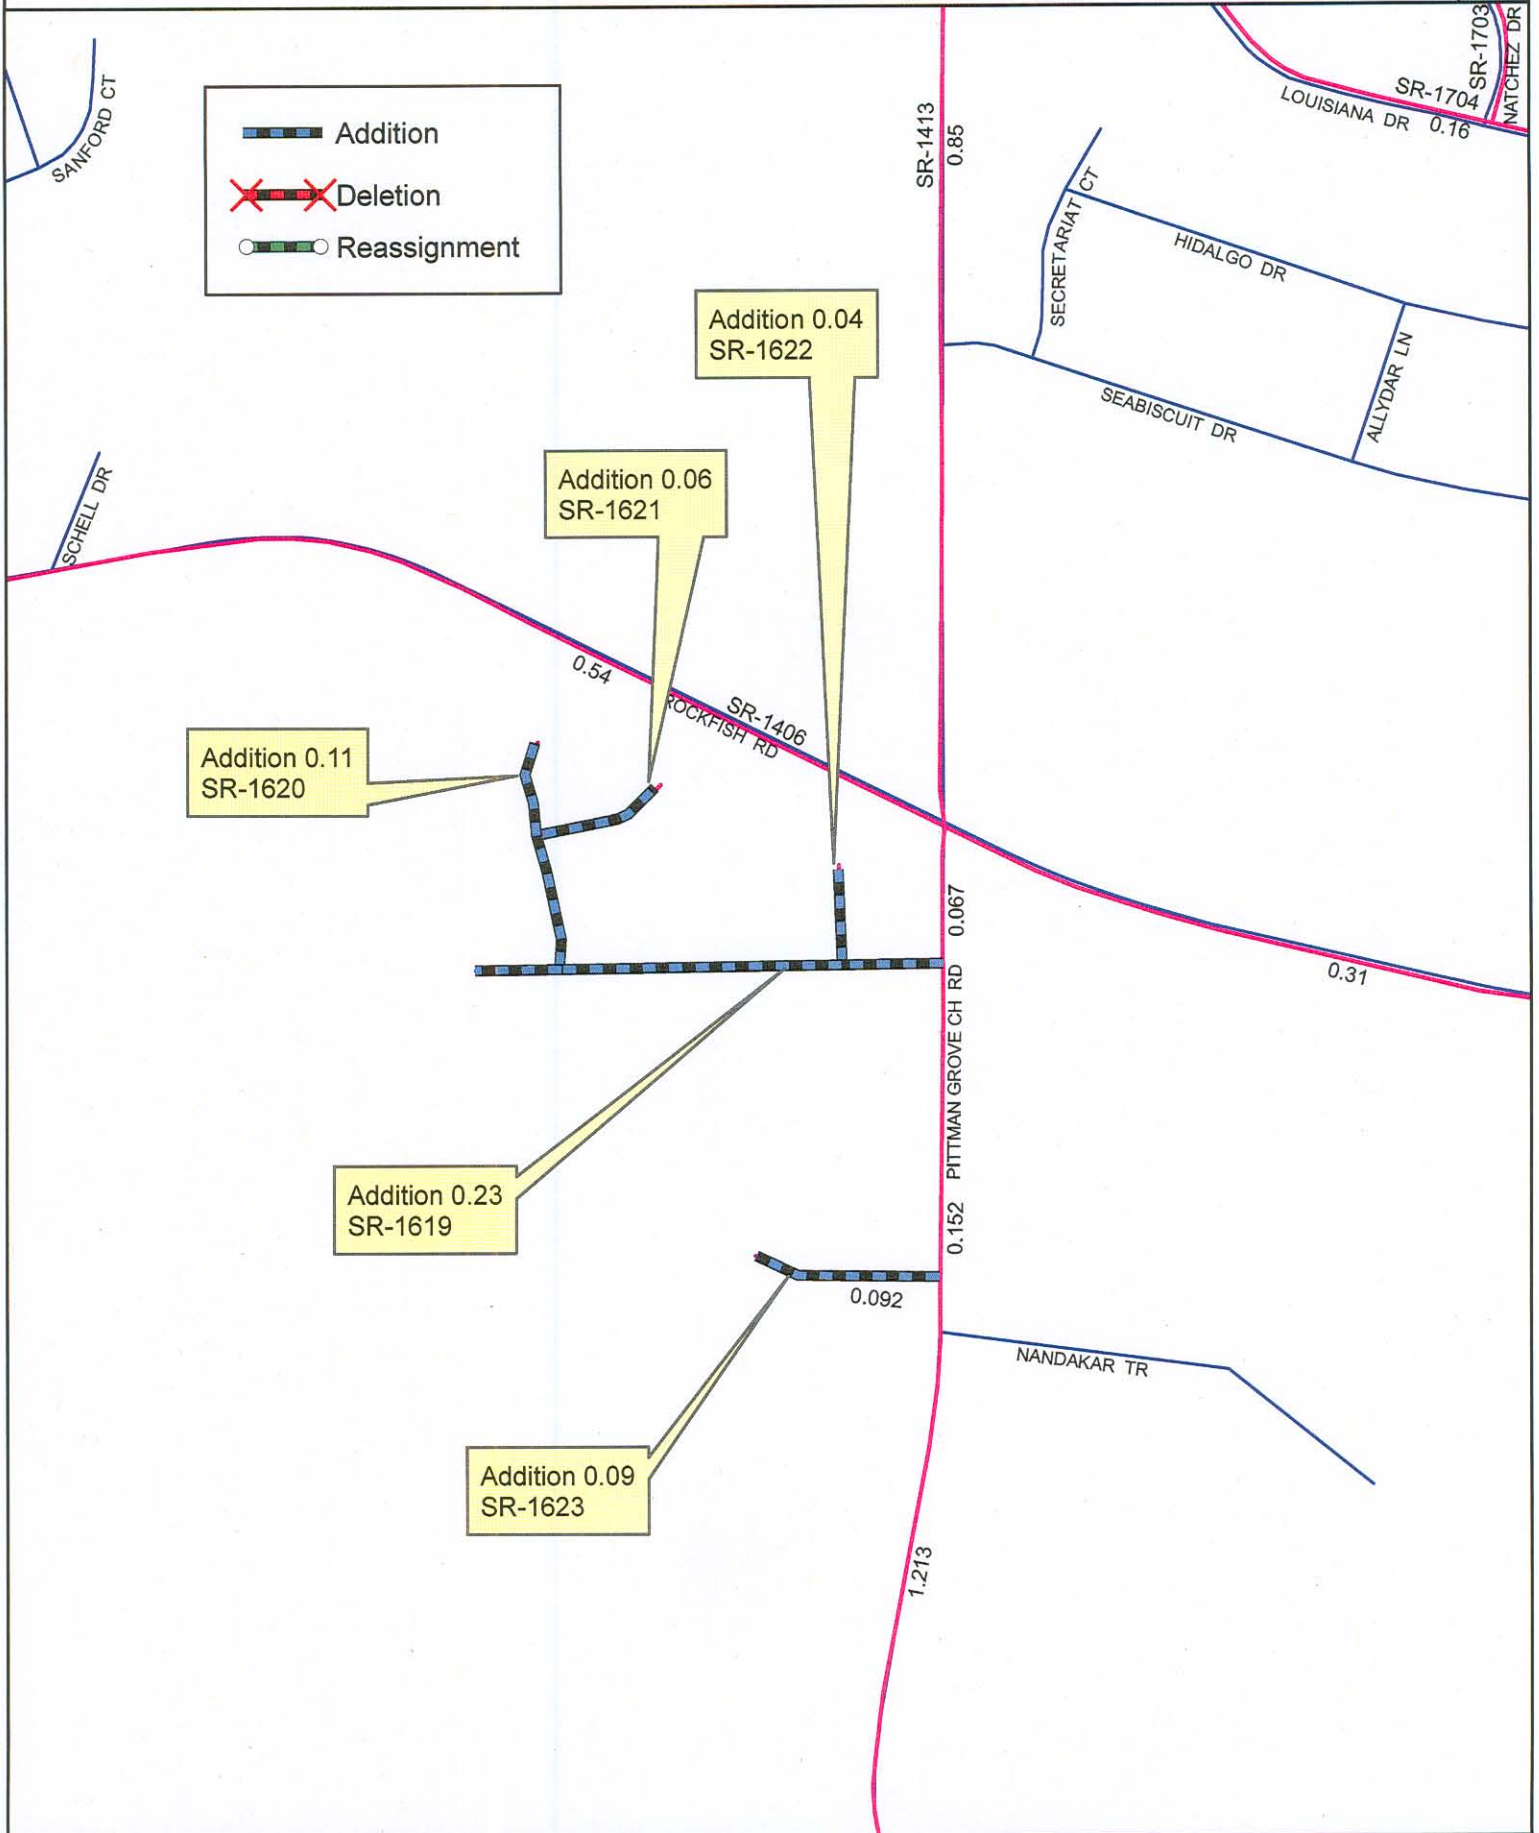 SR-1703
NATCHEZ DR
SR-1704
LOUISIANA DR
0.16
SANFORD CT
Addition
Deletion
Reassignment
SR-1413
0.85
SECRETARIAT CT
HIDALGO DR
ALLYDAR LN
SEABISCUIT DR
Addition 0.04
SR-1622
Addition 0.06
SR-1621
SCHELL DR
0.54
SR-1406
ROCKFISH RD
Addition 0.11
SR-1620
0.067
0.31
PITTMAN GROVE CH RD
Addition 0.23
SR-1619
0.152
0.092
NANDAKAR TR
Addition 0.09
SR-1623
1.213